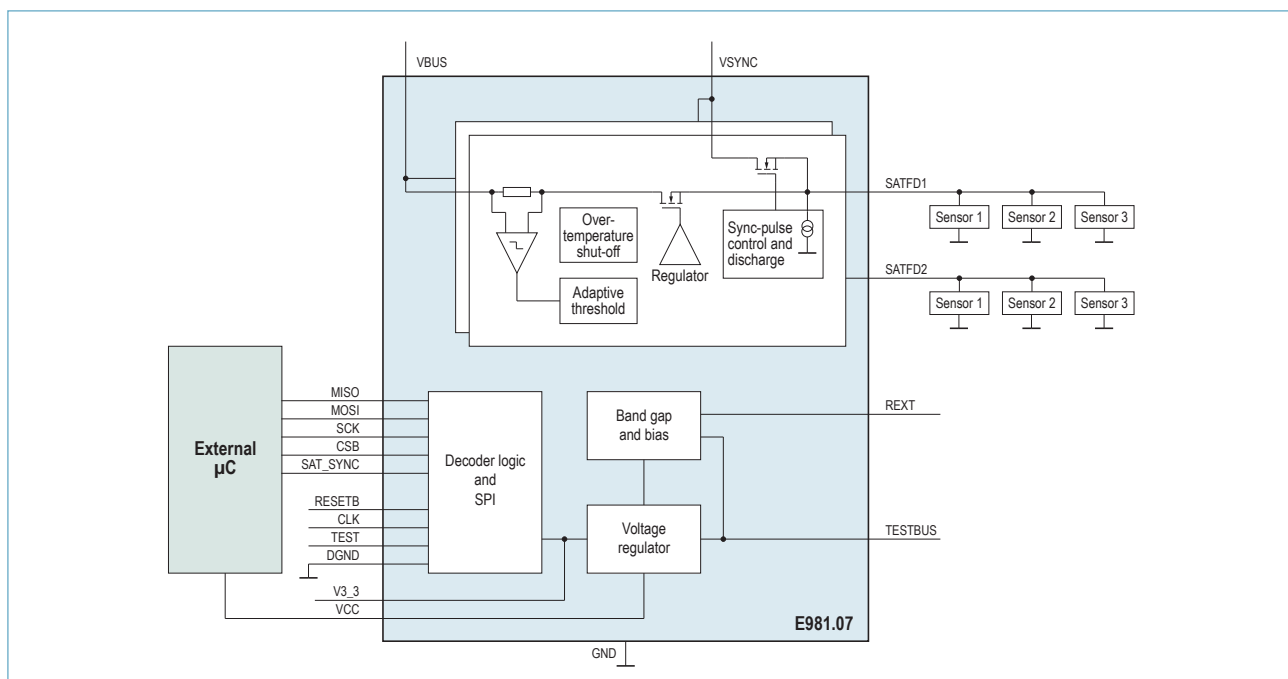 VBUS
VSYNC
SATFD1
Sensor 1
Sensor 2
Sensor 3
Over-
temperature
shut-off
Regulator
Sync-pulse
control and
discharge
Adaptive
threshold
SATFD2
Sensor 1
Sensor 2
Sensor 3
External
µC
MISO
MOSI
SCK
CSB
SAT_SYNC
RESETB
CLK
TEST
DGND
V3_3
VCC
Decoder logic
and
SPI
Band gap
and bias
REXT
Voltage
regulator
TESTBUS
E981.07
GND